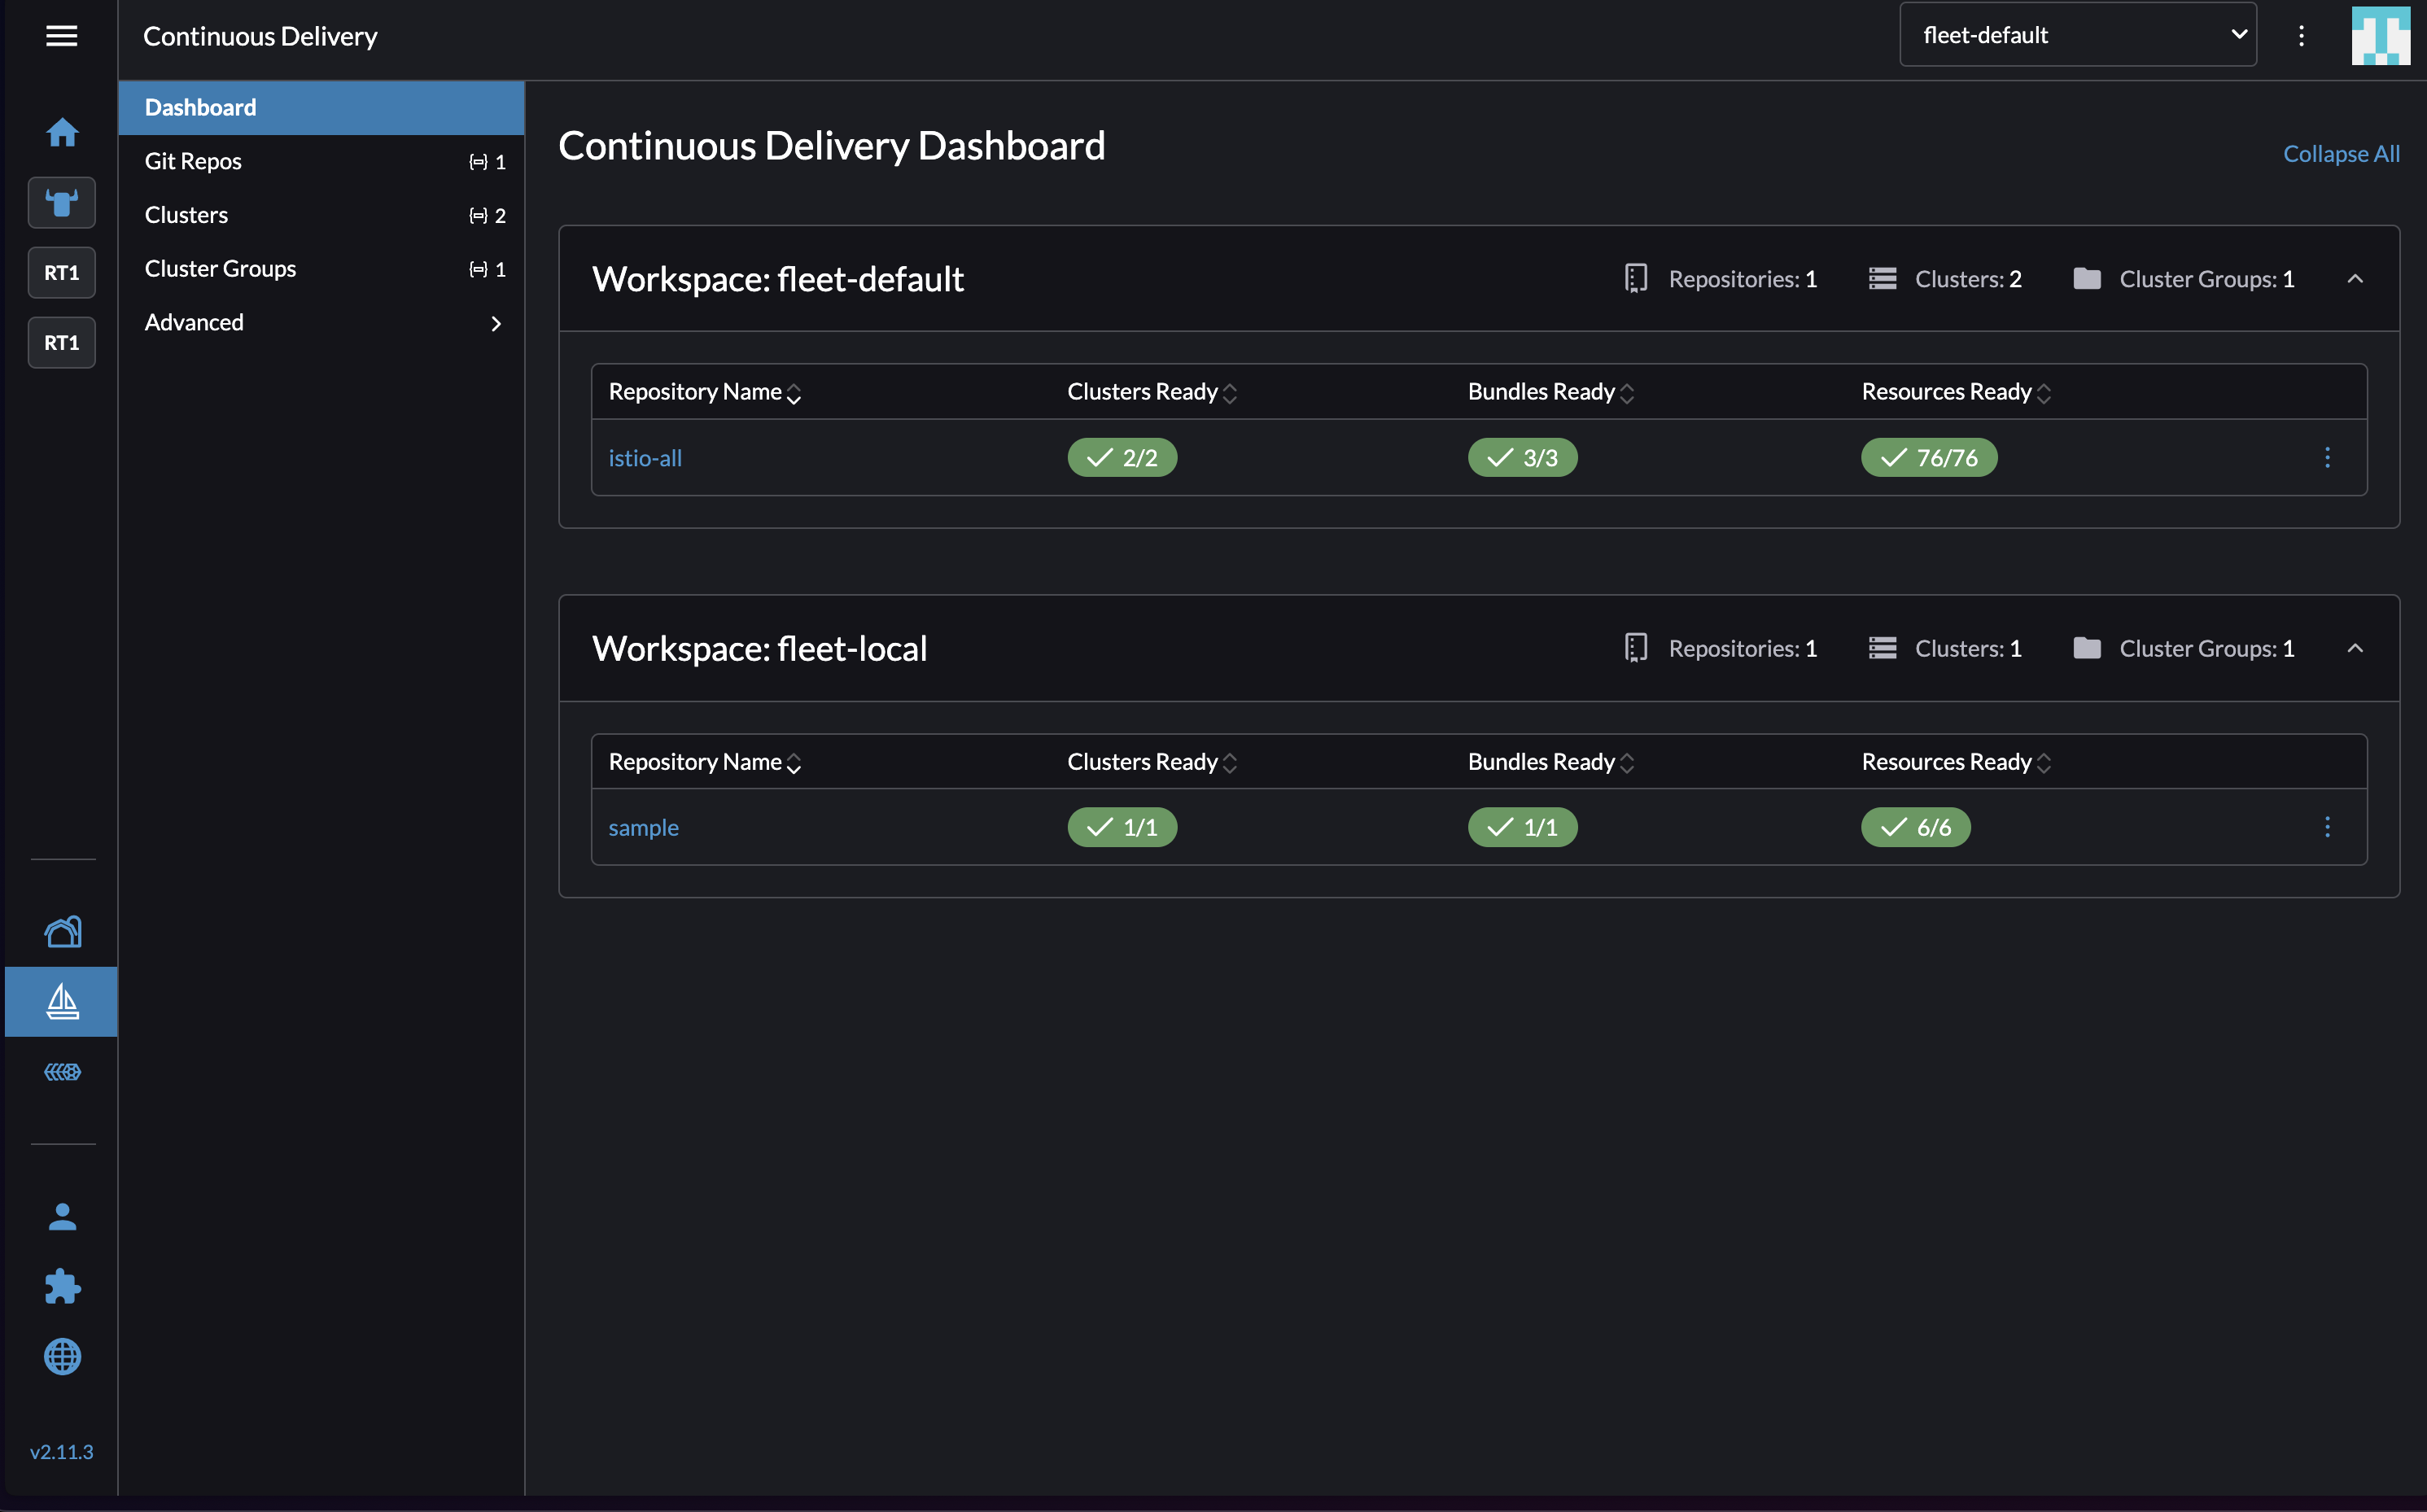 Continuous Delivery
fleet-default
RT1
RT1
v2.11.3
Dashboard
Git Repos 1
Clusters 2
Cluster Groups 1
Advanced
Continuous Delivery Dashboard
Collapse All
Workspace: fleet-default Repositories: 1 Clusters: 2 Cluster Groups: 1
Repository Name Clusters Ready Bundles Ready Resources Ready
istio-all 2/2 3/3 76/76
Workspace: fleet-local Repositories: 1 Clusters: 1 Cluster Groups: 1
Repository Name Clusters Ready Bundles Ready Resources Ready
sample 1/1 1/1 6/6